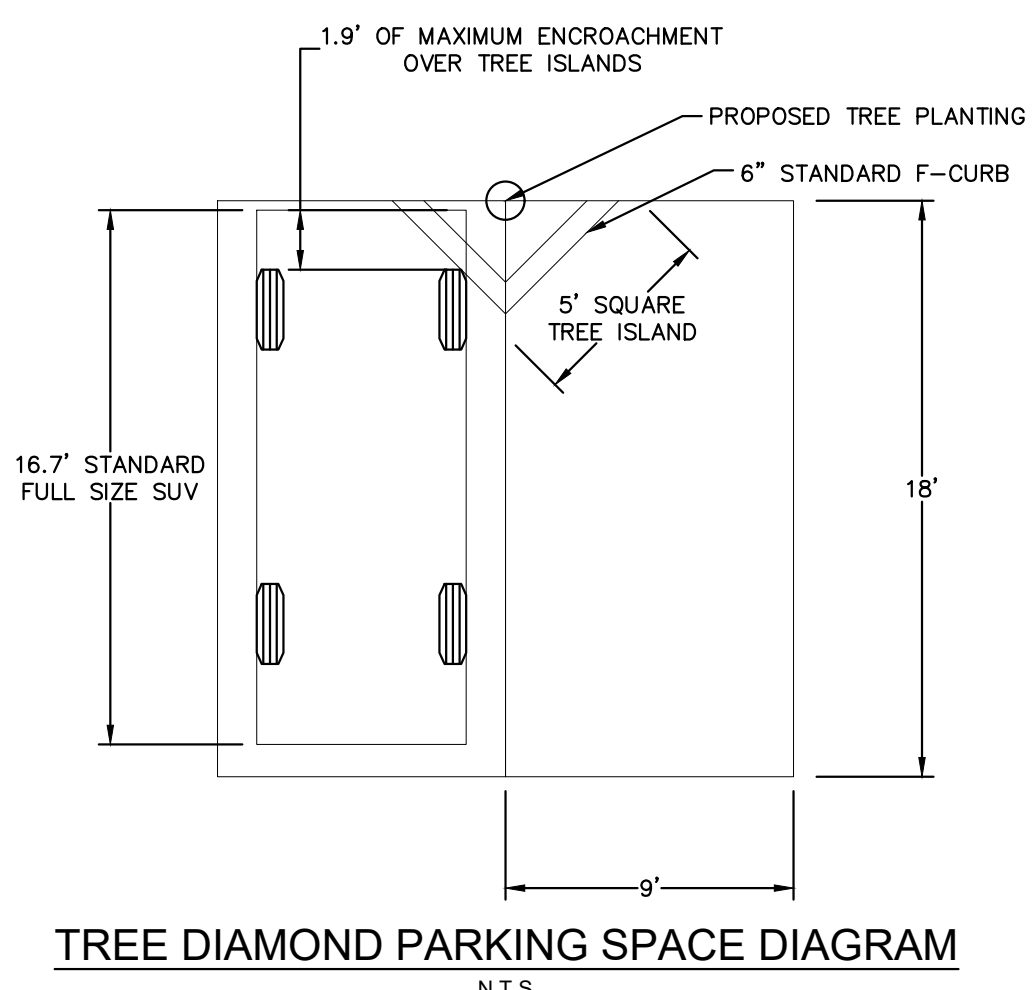 1.9' OF MAXIMUM ENCROACHMENT
OVER TREE ISLANDS
PROPOSED TREE PLANTING
6" STANDARD F-CURB
5' SQUARE
TREE ISLAND
16.7' STANDARD
FULL SIZE SUV
18'
9'
TREE DIAMOND PARKING SPACE DIAGRAM
N.T.S.